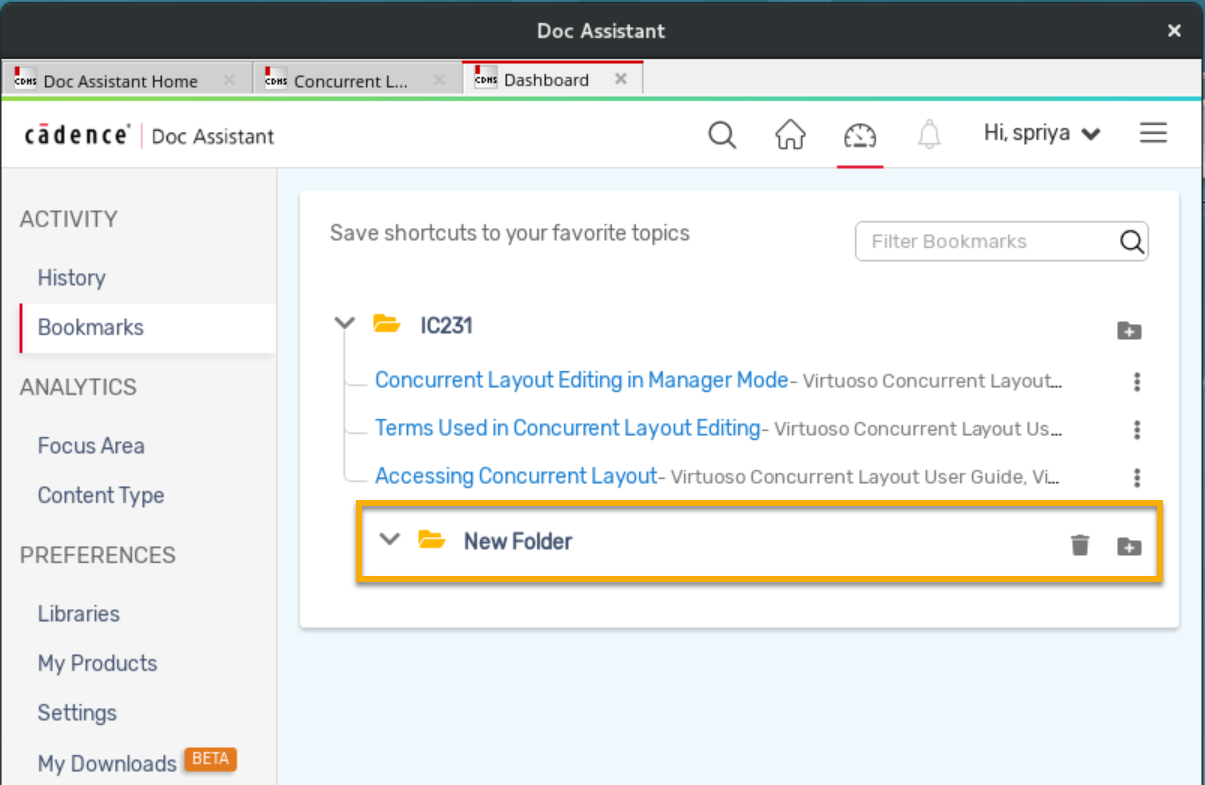 Doc Assistant
cdms Doc Assistant Home
cdms Concurrent L...
cdms Dashboard
cādence | Doc Assistant
Hi, spriya
ACTIVITY
History
Bookmarks
ANALYTICS
Focus Area
Content Type
PREFERENCES
Libraries
My Products
Settings
My Downloads BETA
Save shortcuts to your favorite topics
Filter Bookmarks
IC231
Concurrent Layout Editing in Manager Mode- Virtuoso Concurrent Layout...
Terms Used in Concurrent Layout Editing- Virtuoso Concurrent Layout Us...
Accessing Concurrent Layout- Virtuoso Concurrent Layout User Guide, Vi...
New Folder